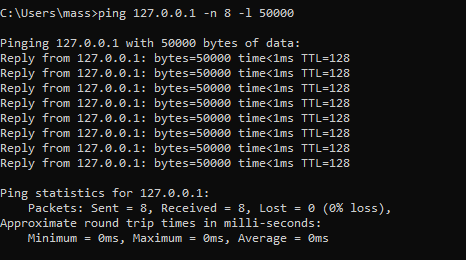 C:\Users\mass>ping 127.0.0.1 -n 8 -l 50000
Pinging 127.0.0.1 with 50000 bytes of data:
Reply from 127.0.0.1: bytes=50000 time<1ms TTL=128
Reply from 127.0.0.1: bytes=50000 time<1ms TTL=128
Reply from 127.0.0.1: bytes=50000 time<1ms TTL=128
Reply from 127.0.0.1: bytes=50000 time<1ms TTL=128
Reply from 127.0.0.1: bytes=50000 time<1ms TTL=128
Reply from 127.0.0.1: bytes=50000 time<1ms TTL=128
Reply from 127.0.0.1: bytes=50000 time<1ms TTL=128
Reply from 127.0.0.1: bytes=50000 time<1ms TTL=128
Ping statistics for 127.0.0.1:
Packets: Sent = 8, Received = 8, Lost = 0 (0% loss),
Approximate round trip times in milli-seconds:
Minimum = 0ms, Maximum = 0ms, Average = 0ms